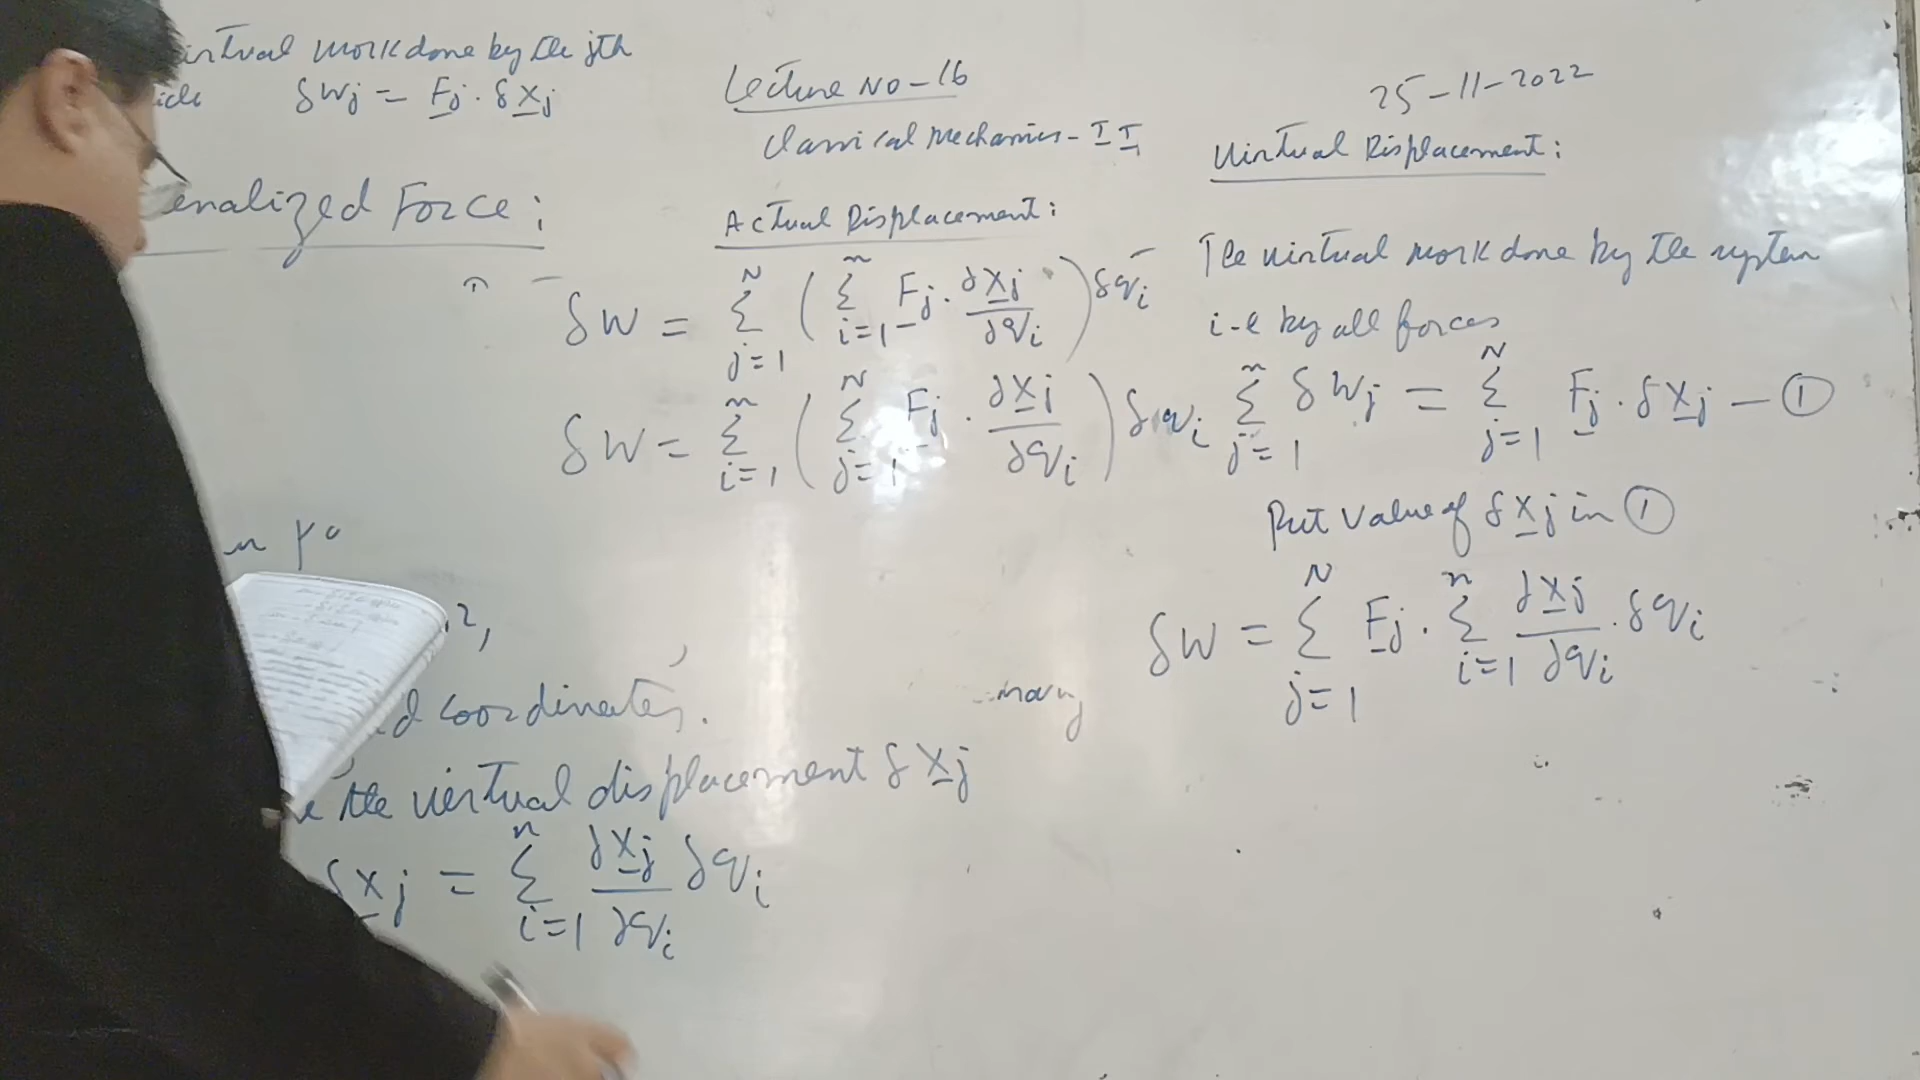 virtual work done by the jth
icle δWj = Fj . δxj
enalized Force :
n
2,
d coordinates.
the virtual displacement δxj
δxj = Σ_{i=1}^{n} ∂xj/∂qi δqi
Lecture No-16
Classical Mechanics-II
Actual Displacement :
δW = Σ_{j=1}^{N} ( Σ_{i=1}^{n} Fj . ∂xj/∂qi ) δqi
δW = Σ_{i=1}^{n} ( Σ_{j=1}^{N} Fj . ∂xj/∂qi ) δqi
25-11-2022
Virtual Displacement :
The virtual work done by the system
i-e by all forces
Σ_{j=1}^{n} δWj = Σ_{j=1}^{N} Fj . δxj — ①
Put value of δxj in ①
δW = Σ_{j=1}^{N} Fj . Σ_{i=1}^{n} ∂xj/∂qi . δqi